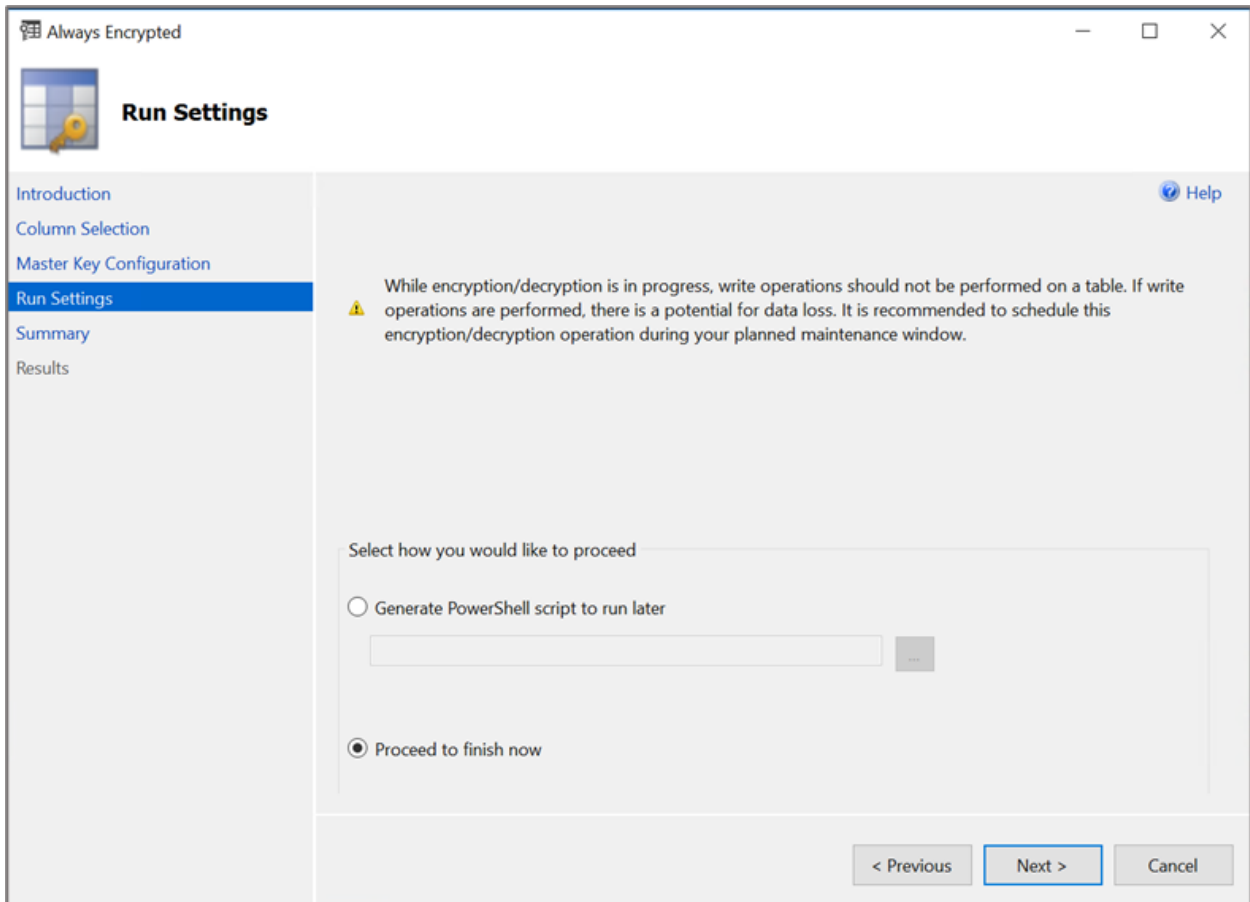 Always Encrypted
Run Settings
Introduction
Column Selection
Master Key Configuration
Run Settings
Summary
Results
Help
While encryption/decryption is in progress, write operations should not be performed on a table. If write
operations are performed, there is a potential for data loss. It is recommended to schedule this
encryption/decryption operation during your planned maintenance window.
Select how you would like to proceed
Generate PowerShell script to run later
...
Proceed to finish now
< Previous
Next >
Cancel